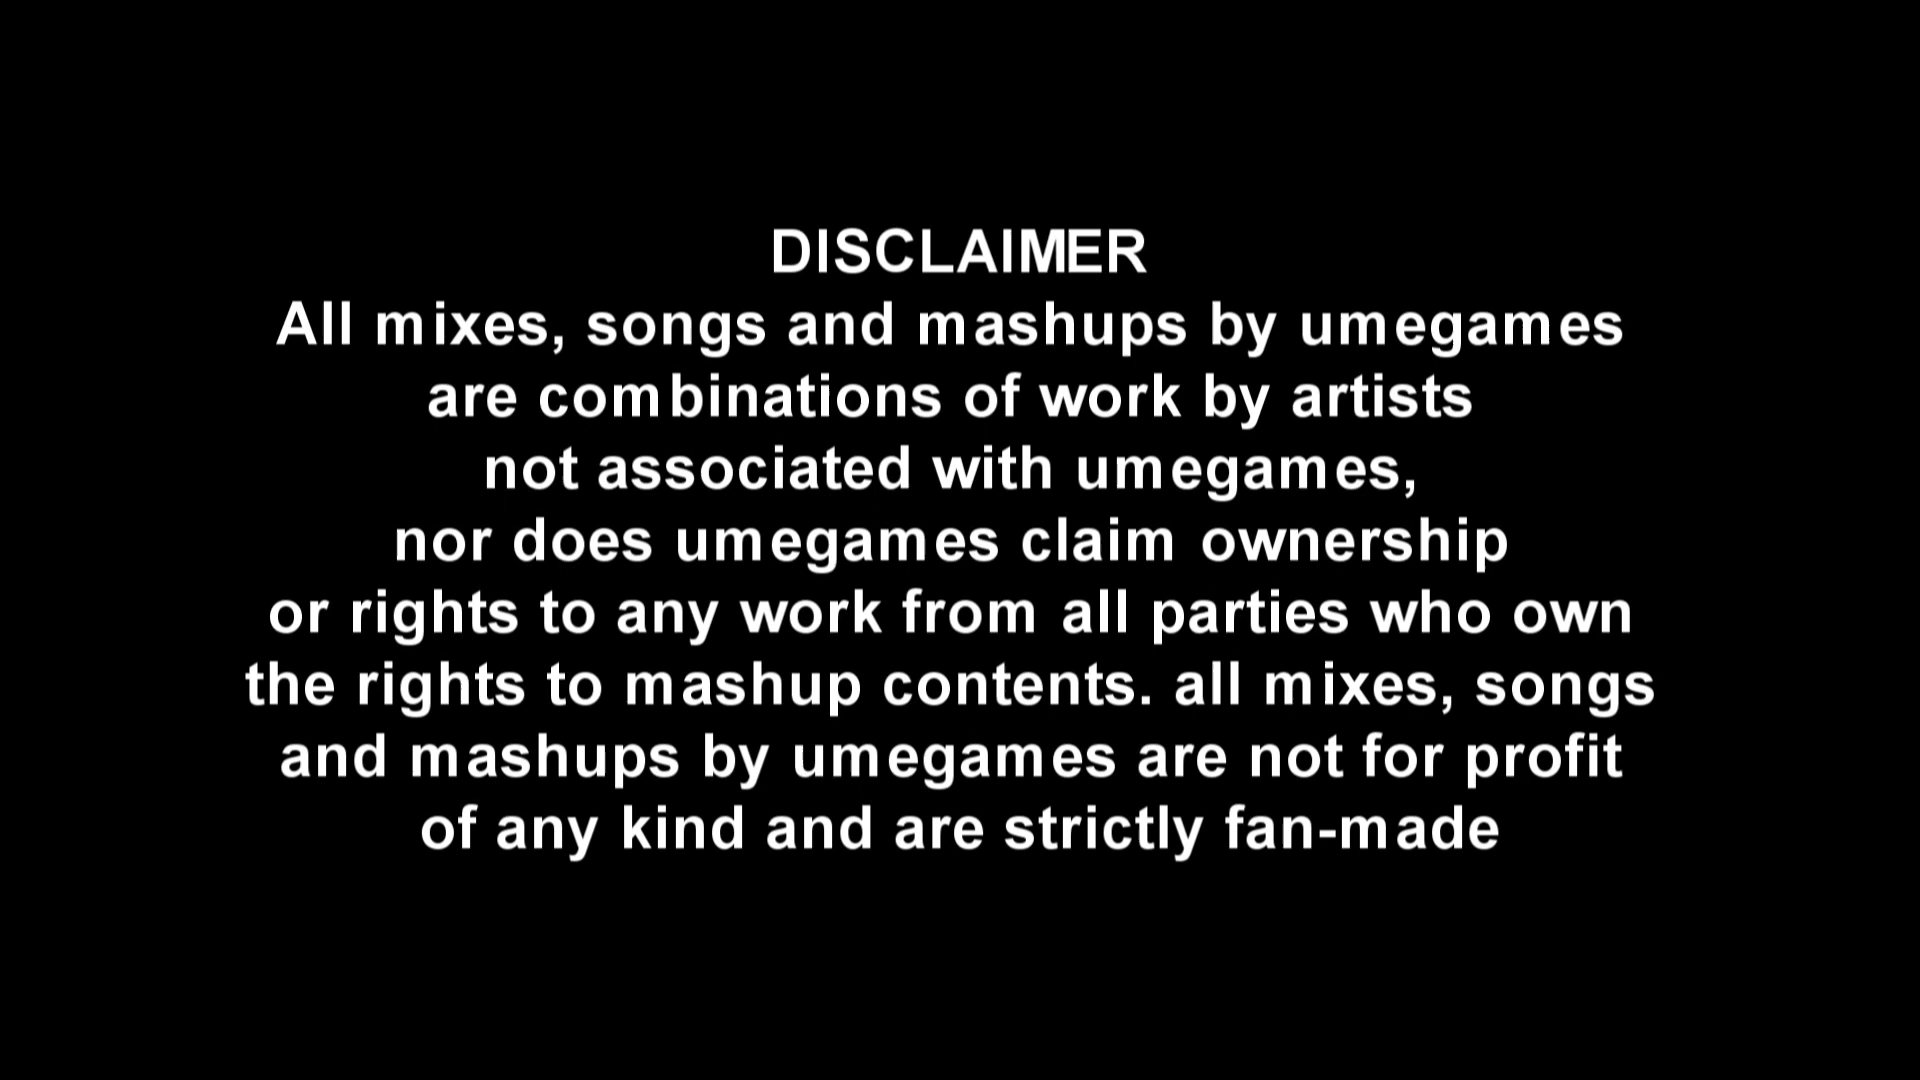 DISCLAIMER
All mixes, songs and mashups by umegames
are combinations of work by artists
not associated with umegames,
nor does umegames claim ownership
or rights to any work from all parties who own
the rights to mashup contents. all mixes, songs
and mashups by umegames are not for profit
of any kind and are strictly fan-made